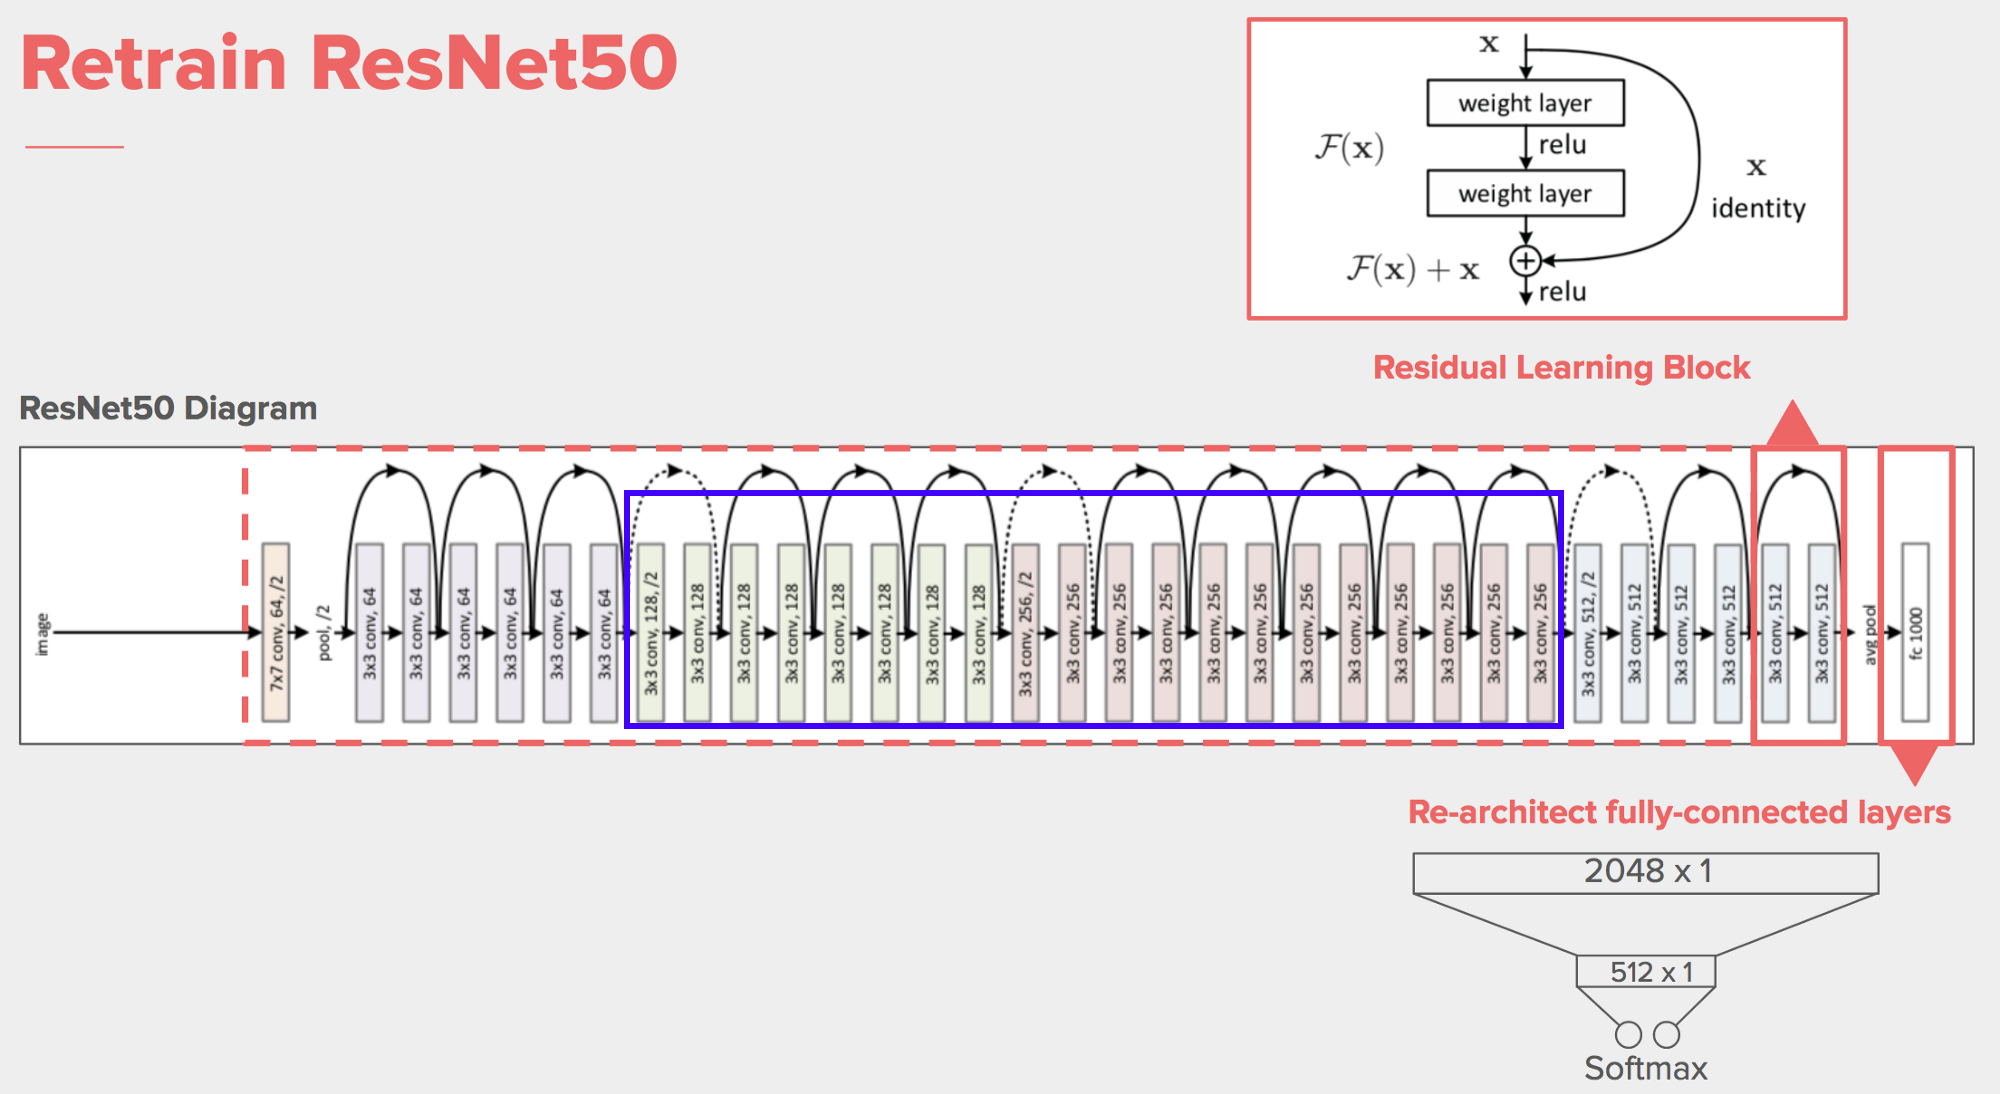 Retrain ResNet50
x
weight layer
relu
F(x)
weight layer
x
identity
F(x) + x
relu
Residual Learning Block
ResNet50 Diagram
image
7x7 conv, 64, /2
pool, /2
3x3 conv, 64
3x3 conv, 64
3x3 conv, 64
3x3 conv, 64
3x3 conv, 64
3x3 conv, 64
3x3 conv, 128, /2
3x3 conv, 128
3x3 conv, 128
3x3 conv, 128
3x3 conv, 128
3x3 conv, 128
3x3 conv, 128
3x3 conv, 128
3x3 conv, 256, /2
3x3 conv, 256
3x3 conv, 256
3x3 conv, 256
3x3 conv, 256
3x3 conv, 256
3x3 conv, 256
3x3 conv, 256
3x3 conv, 256
3x3 conv, 256
3x3 conv, 256
3x3 conv, 256
3x3 conv, 512, /2
3x3 conv, 512
3x3 conv, 512
3x3 conv, 512
3x3 conv, 512
3x3 conv, 512
avg pool
fc 1000
Re-architect fully-connected layers
2048 x 1
512 x 1
Softmax